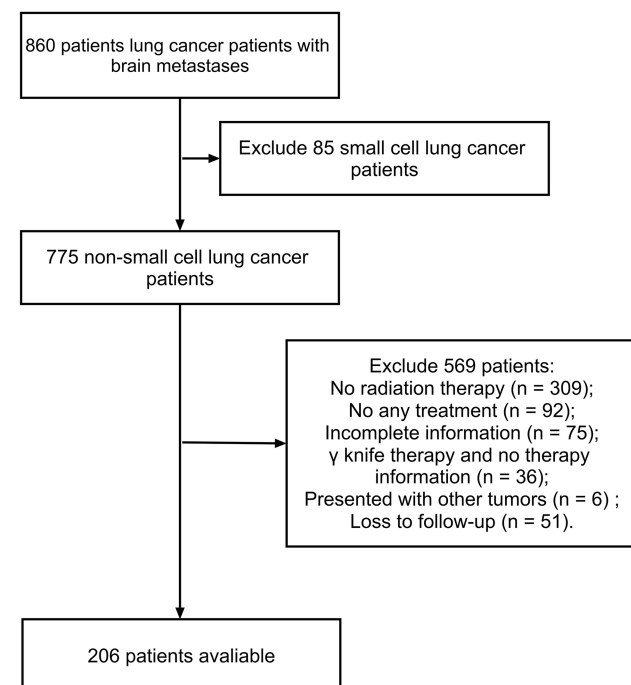 860 patients lung cancer patients with
brain metastases
Exclude 85 small cell lung cancer
patients
775 non-small cell lung cancer
patients
Exclude 569 patients:
No radiation therapy (n = 309);
No any treatment (n = 92);
Incomplete information (n = 75);
γ knife therapy and no therapy
information (n = 36);
Presented with other tumors (n = 6) ;
Loss to follow-up (n = 51).
206 patients avaliable